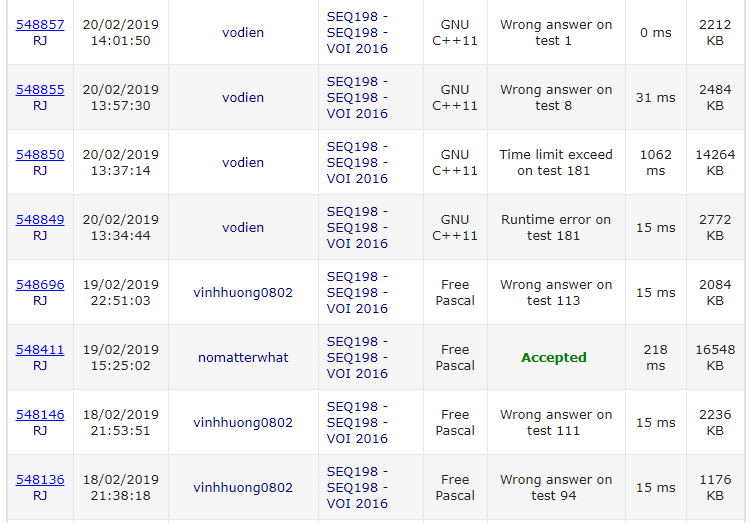 548857 RJ 20/02/2019 14:01:50 vodien SEQ198 - SEQ198 - VOI 2016 GNU C++11 Wrong answer on test 1 0 ms 2212 KB
548855 RJ 20/02/2019 13:57:30 vodien SEQ198 - SEQ198 - VOI 2016 GNU C++11 Wrong answer on test 8 31 ms 2484 KB
548850 RJ 20/02/2019 13:37:14 vodien SEQ198 - SEQ198 - VOI 2016 GNU C++11 Time limit exceed on test 181 1062 ms 14264 KB
548849 RJ 20/02/2019 13:34:44 vodien SEQ198 - SEQ198 - VOI 2016 GNU C++11 Runtime error on test 181 15 ms 2772 KB
548696 RJ 19/02/2019 22:51:03 vinhhuong0802 SEQ198 - SEQ198 - VOI 2016 Free Pascal Wrong answer on test 113 15 ms 2084 KB
548411 RJ 19/02/2019 15:25:02 nomatterwhat SEQ198 - SEQ198 - VOI 2016 Free Pascal Accepted 218 ms 16548 KB
548146 RJ 18/02/2019 21:53:51 vinhhuong0802 SEQ198 - SEQ198 - VOI 2016 Free Pascal Wrong answer on test 111 15 ms 2236 KB
548136 RJ 18/02/2019 21:38:18 vinhhuong0802 SEQ198 - SEQ198 - VOI 2016 Free Pascal Wrong answer on test 94 15 ms 1176 KB